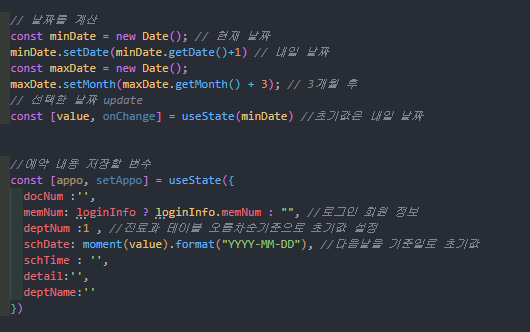 // 날짜를 계산
const minDate = new Date(); // 현재 날짜
minDate.setDate(minDate.getDate()+1) // 내일 날짜
const maxDate = new Date();
maxDate.setMonth(maxDate.getMonth() + 3); // 3개월 후
// 선택한 날짜 update
const [value, onChange] = useState(minDate) //초기값은 내일 날짜
//예약 내용 저장할 변수
const [appo, setAppo] = useState({
docNum :'',
memNum: loginInfo ? loginInfo.memNum : "", //로그인 회원 정보
deptNum :1 , //진료과 테이블 오름차순기준으로 초기값 설정
schDate: moment(value).format("YYYY-MM-DD"), //다음날을 기준일로 초기값
schTime : '',
detail:'',
deptName:''
})